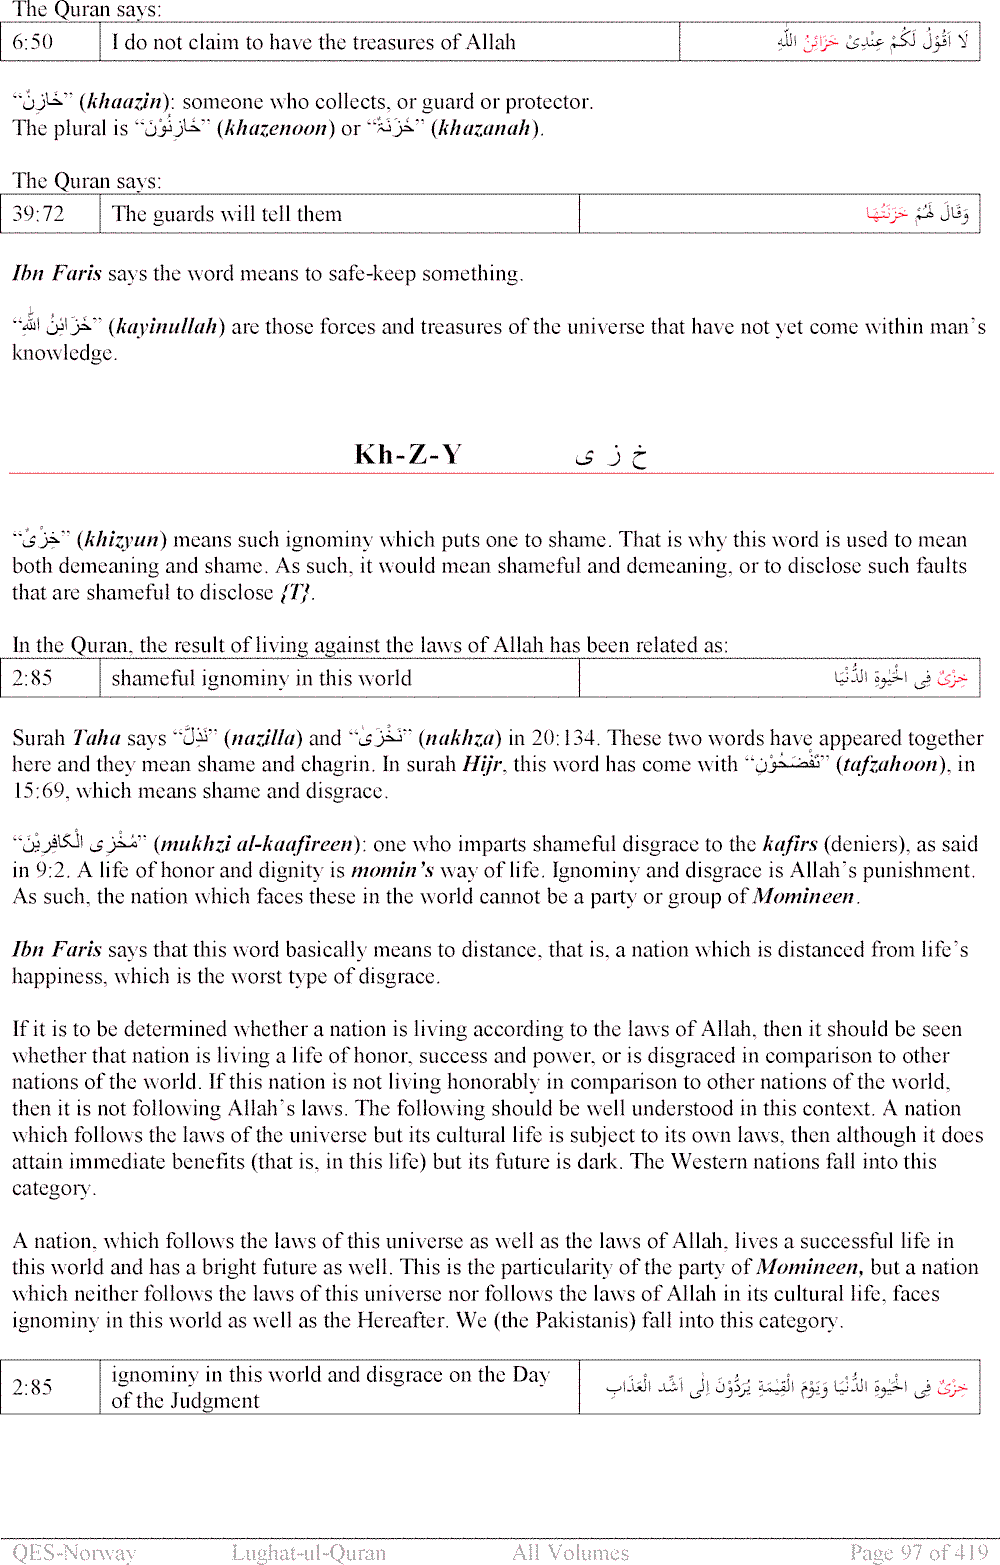 The Quran says:
6:50 I do not claim to have the treasures of Allah لَا اَقُوْلُ لَكُمْ عِنْدِىْ خَزَائِنُ اللّٰهِ
“خَازِنٌ” (khaazin): someone who collects, or guard or protector.
The plural is “خَازِنُوْنَ” (khazenoon) or “خَزَنَةٌ” (khazanah).
The Quran says:
39:72 The guards will tell them وَقَالَ لَهُمْ خَزَنَتُهَا
Ibn Faris says the word means to safe-keep something.
“خَزَائِنُ اللّٰهِ” (kayinullah) are those forces and treasures of the universe that have not yet come within man’s
knowledge.
Kh-Z-Y خ ز ى
“خِزْىٌ” (khizyun) means such ignominy which puts one to shame. That is why this word is used to mean
both demeaning and shame. As such, it would mean shameful and demeaning, or to disclose such faults
that are shameful to disclose {T}.
In the Quran, the result of living against the laws of Allah has been related as:
2:85 shameful ignominy in this world خِزْىٌ فِى الْحَيٰوةِ الدُّنْيَا
Surah Taha says “نَذِلَّ” (nazilla) and “نَخْزَىٰ” (nakhza) in 20:134. These two words have appeared together
here and they mean shame and chagrin. In surah Hijr, this word has come with “تَفْضَحُوْنِ” (tafzahoon), in
15:69, which means shame and disgrace.
“مُخْزِى الْكَافِرِيْنَ” (mukhzi al-kaafireen): one who imparts shameful disgrace to the kafirs (deniers), as said
in 9:2. A life of honor and dignity is momin’s way of life. Ignominy and disgrace is Allah’s punishment.
As such, the nation which faces these in the world cannot be a party or group of Momineen.
Ibn Faris says that this word basically means to distance, that is, a nation which is distanced from life’s
happiness, which is the worst type of disgrace.
If it is to be determined whether a nation is living according to the laws of Allah, then it should be seen
whether that nation is living a life of honor, success and power, or is disgraced in comparison to other
nations of the world. If this nation is not living honorably in comparison to other nations of the world,
then it is not following Allah’s laws. The following should be well understood in this context. A nation
which follows the laws of the universe but its cultural life is subject to its own laws, then although it does
attain immediate benefits (that is, in this life) but its future is dark. The Western nations fall into this
category.
A nation, which follows the laws of this universe as well as the laws of Allah, lives a successful life in
this world and has a bright future as well. This is the particularity of the party of Momineen, but a nation
which neither follows the laws of this universe nor follows the laws of Allah in its cultural life, faces
ignominy in this world as well as the Hereafter. We (the Pakistanis) fall into this category.
2:85 ignominy in this world and disgrace on the Day
of the Judgment خِزْىٌ فِى الْحَيٰوةِ الدُّنْيَا وَيَوْمَ الْقِيٰمَةِ يُرَدُّوْنَ اِلٰى اَشَّدِ الْعَذَابِ
QES-Norway Lughat-ul-Quran All Volumes Page 97 of 419